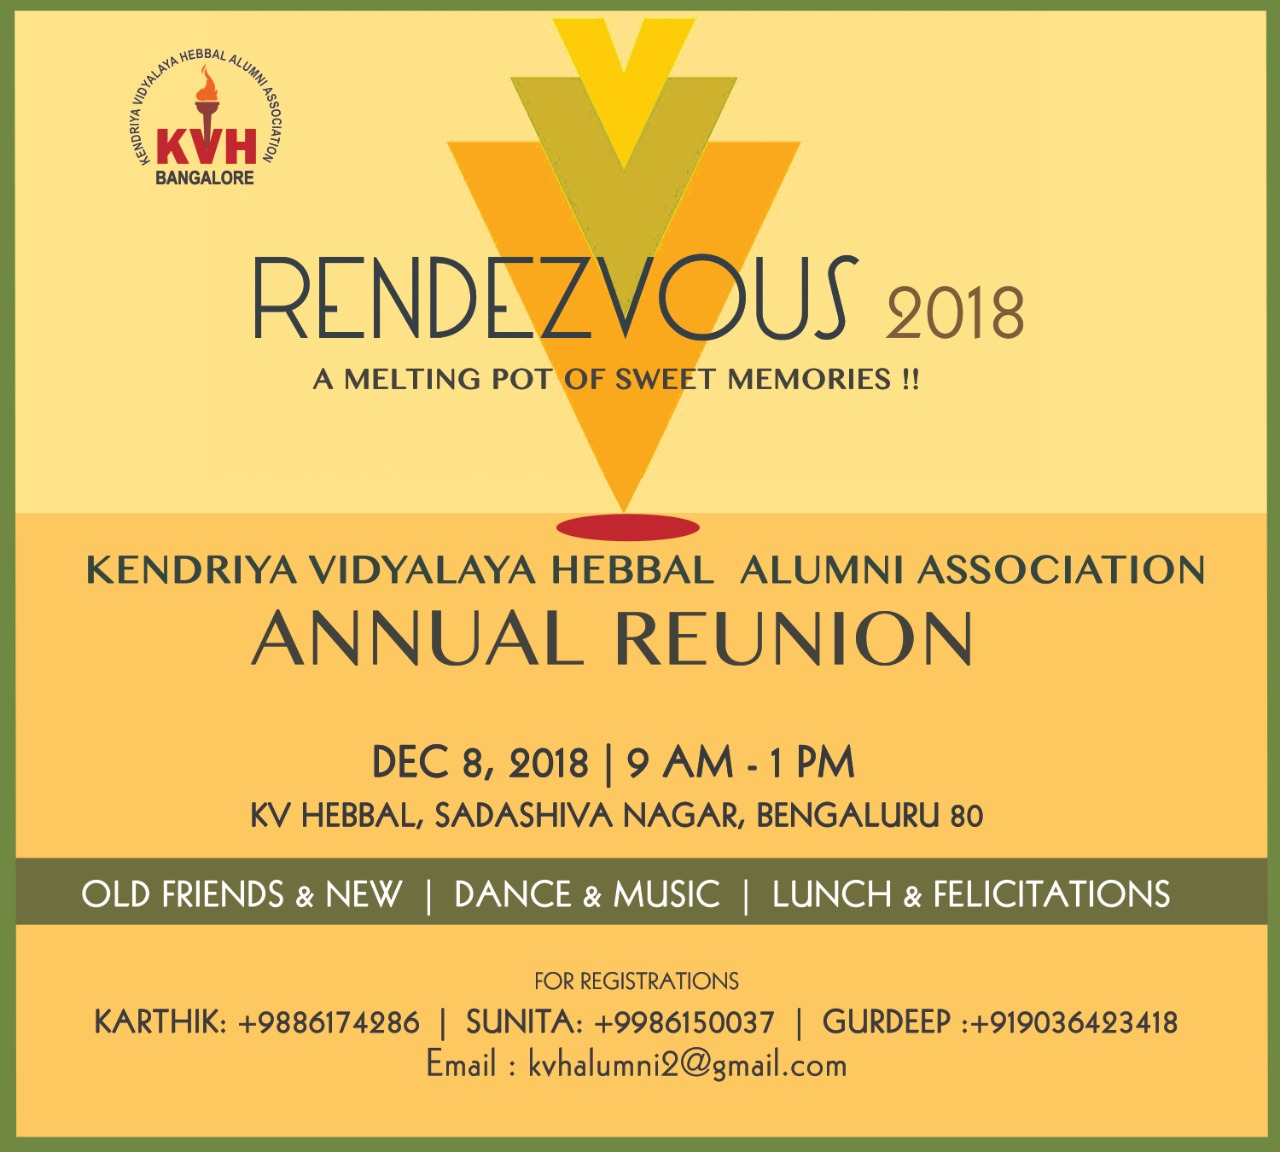 KENDRIYA VIDYALAYA HEBBAL ALUMNI ASSOCIATION
KVH
BANGALORE
RENDEZVOUS 2018
A MELTING POT OF SWEET MEMORIES !!
KENDRIYA VIDYALAYA HEBBAL ALUMNI ASSOCIATION
ANNUAL REUNION
DEC 8, 2018 | 9 AM - 1 PM
KV HEBBAL, SADASHIVA NAGAR, BENGALURU 80
OLD FRIENDS & NEW | DANCE & MUSIC | LUNCH & FELICITATIONS
FOR REGISTRATIONS
KARTHIK: +9886174286 | SUNITA: +9986150037 | GURDEEP :+919036423418
Email : kvhalumni2@gmail.com